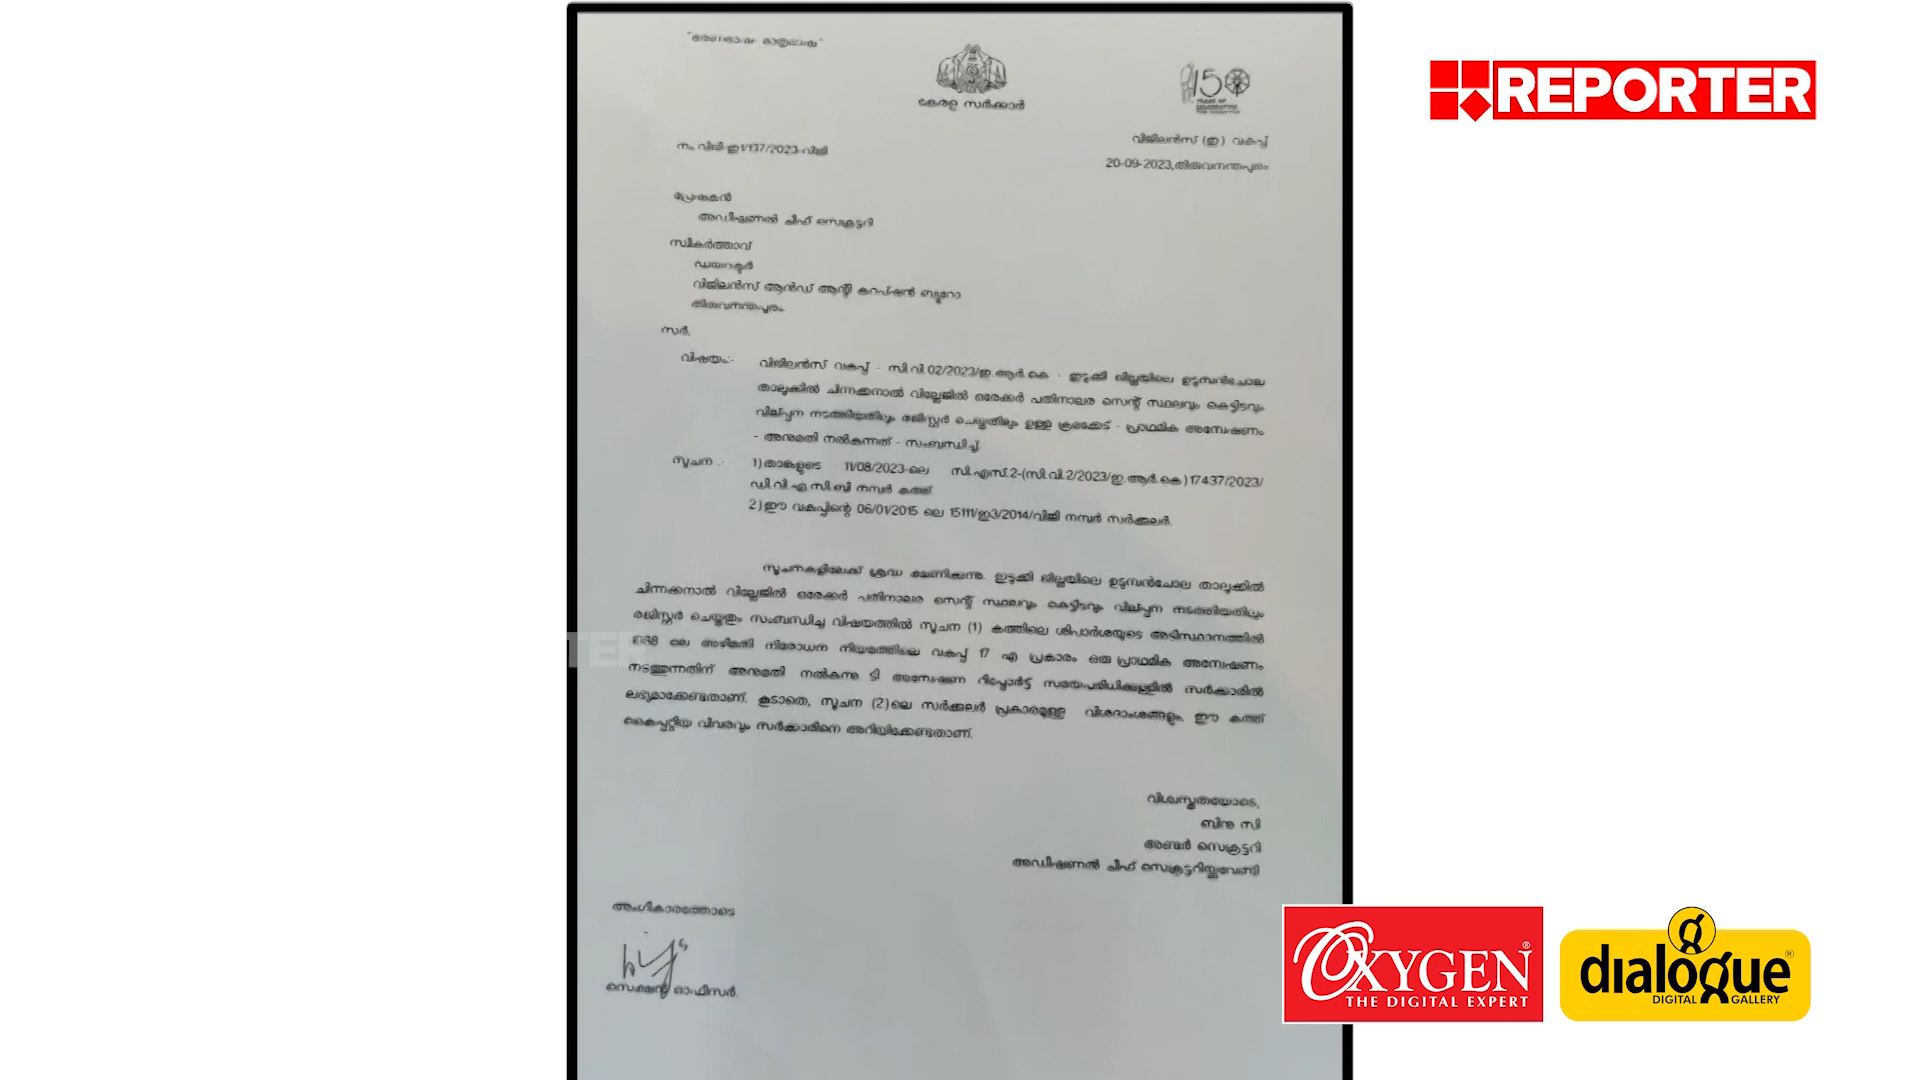 "ഭരണഭാഷ മാതൃഭാഷ"
കേരള സർക്കാർ
150
YEARS OF
CELEBRATING
THE MAHATMA
REPORTER
നം. വിജി-ഇ1/137/2023-വിജി
വിജിലൻസ് (ഇ) വകുപ്പ്
20-09-2023,തിരുവനന്തപുരം
പ്രേഷകൻ
അഡീഷണൽ ചീഫ് സെക്രട്ടറി
സ്വീകർത്താവ്
ഡയറക്ടർ
വിജിലൻസ് ആൻഡ് ആന്റി കറപ്ഷൻ ബ്യൂറോ
തിരുവനന്തപുരം.
സർ,
വിഷയം:- വിജിലൻസ് വകുപ്പ് - സി.വി.02/2023/ഇ.ആർ.കെ - ഇടുക്കി ജില്ലയിലെ ഉടുമ്പൻചോല
താലൂക്കിൽ ചിന്നക്കനാൽ വില്ലേജിൽ ഒരേക്കർ പതിനാലര സെന്റ് സ്ഥലവും കെട്ടിടവും
വില്പ്പന നടത്തിയതിലും രജിസ്റ്റർ ചെയ്തതിലും ഉള്ള ക്രമക്കേട് - പ്രാഥമിക അന്വേഷണം
- അനുമതി നൽകുന്നത് - സംബന്ധിച്ച്
സൂചന :- 1)താങ്കളുടെ 11/08/2023-ലെ സി.എസ്.2-(സി.വി.2/2023/ഇ.ആർ.കെ)17437/2023/
ഡി.വി.എ.സി.ബി നമ്പർ കത്ത്.
2)ഈ വകുപ്പിന്റെ 06/01/2015 ലെ 15111/ഇ3/2014/വിജി നമ്പർ സർക്കുലർ.
സൂചനകളിലേക്ക് ശ്രദ്ധ ക്ഷണിക്കുന്നു. ഇടുക്കി ജില്ലയിലെ ഉടുമ്പൻചോല താലൂക്കിൽ
ചിന്നക്കനാൽ വില്ലേജിൽ ഒരേക്കർ പതിനാലര സെന്റ് സ്ഥലവും കെട്ടിടവും വില്പ്പന നടത്തിയതിലും
രജിസ്റ്റർ ചെയ്തതും സംബന്ധിച്ച വിഷയത്തിൽ സൂചന (1) കത്തിലെ ശിപാർശയുടെ അടിസ്ഥാനത്തിൽ
1988 ലെ അഴിമതി നിരോധന നിയമത്തിലെ വകുപ്പ് 17 എ പ്രകാരം ഒരു പ്രാഥമിക അന്വേഷണം
നടത്തുന്നതിന് അനുമതി നൽകുന്നു. ടി അന്വേഷണ റിപ്പോർട്ട് സമയപരിധിക്കുള്ളിൽ സർക്കാരിൽ
ലഭ്യമാക്കേണ്ടതാണ്. കൂടാതെ, സൂചന (2)ലെ സർക്കുലർ പ്രകാരമുള്ള വിശദാംശങ്ങളും, ഈ കത്ത്
കൈപ്പറ്റിയ വിവരവും സർക്കാരിനെ അറിയിക്കേണ്ടതാണ്.
വിശ്വസ്തതയോടെ,
ബിനു സി
അണ്ടർ സെക്രട്ടറി
അഡീഷണൽ ചീഫ് സെക്രട്ടറിയ്ക്കുവേണ്ടി
അംഗീകാരത്തോടെ
സെക്ഷൻ ഓഫീസർ.
OXYGEN
THE DIGITAL EXPERT
dialogue
DIGITAL GALLERY